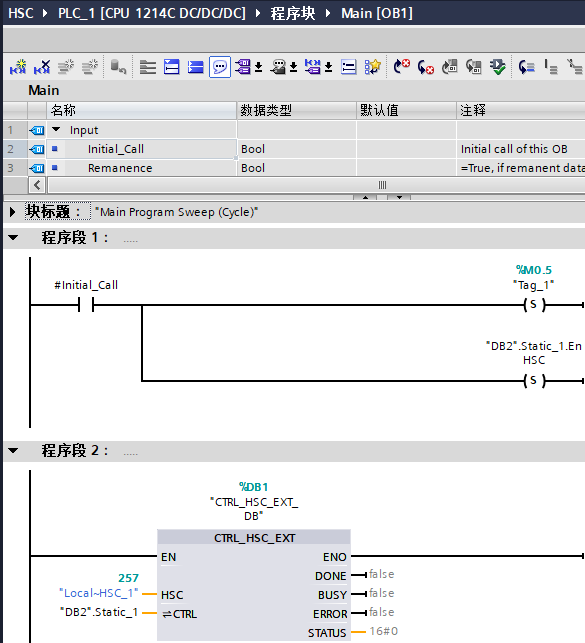 HSC ▸ PLC_1 [CPU 1214C DC/DC/DC] ▸ 程序块 ▸ Main [OB1]
Main
名称 数据类型 默认值 注释
1 Input
2 Initial_Call Bool Initial call of this OB
3 Remanence Bool =True, if remanent data
块标题： "Main Program Sweep (Cycle)"
程序段 1： .....
%M0.5
#Initial_Call "Tag_1"
S
"DB2".Static_1.En
HSC
S
程序段 2： .....
%DB1
"CTRL_HSC_EXT_
DB"
CTRL_HSC_EXT
EN ENO
DONE false
257 BUSY false
"Local~HSC_1" HSC
"DB2".Static_1 CTRL ERROR false
STATUS 16#0